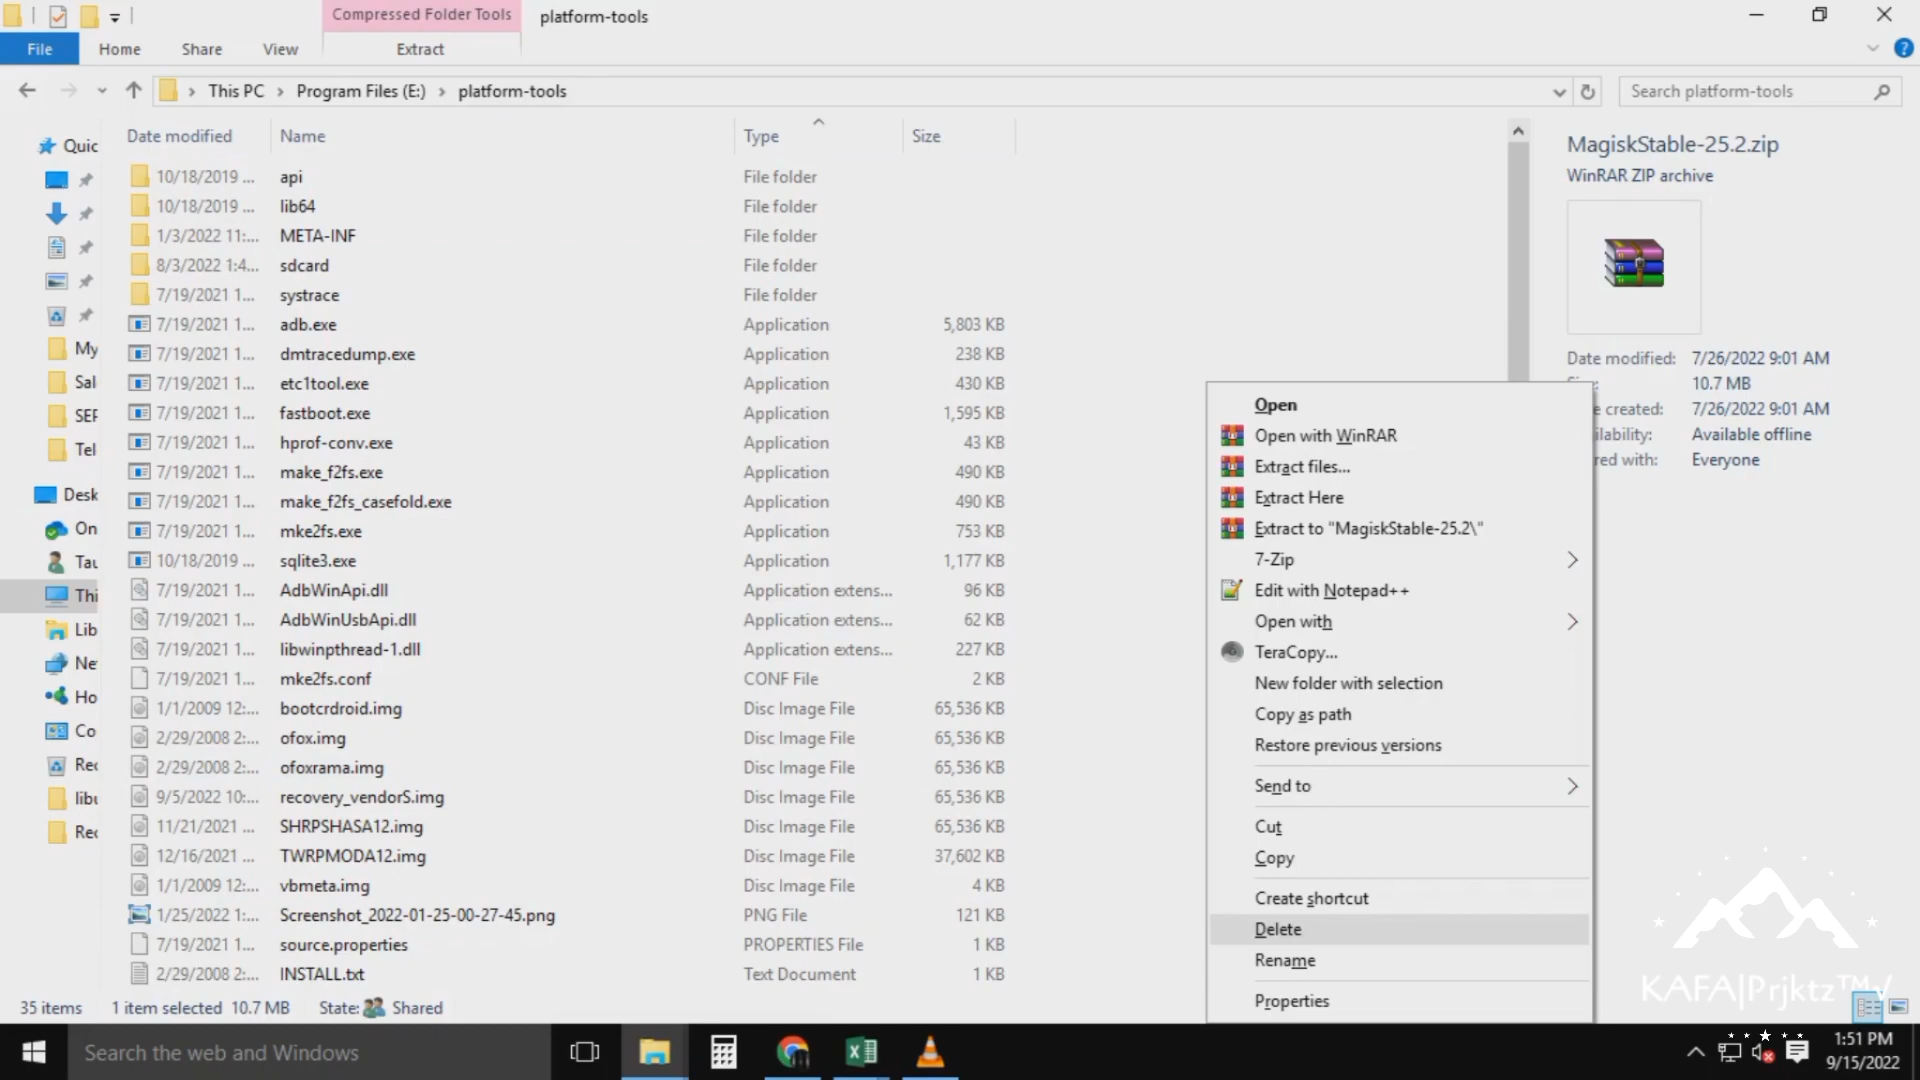 Compressed Folder Tools
platform-tools
File
Home
Share
View
Extract
This PC
Program Files (E:)
platform-tools
Search platform-tools
Date modified
Name
Type
Size
10/18/2019 ... api File folder
10/18/2019 ... lib64 File folder
1/3/2022 11:... META-INF File folder
8/3/2022 1:4... sdcard File folder
7/19/2021 1... systrace File folder
7/19/2021 1... adb.exe Application 5,803 KB
7/19/2021 1... dmtracedump.exe Application 238 KB
7/19/2021 1... etc1tool.exe Application 430 KB
7/19/2021 1... fastboot.exe Application 1,595 KB
7/19/2021 1... hprof-conv.exe Application 43 KB
7/19/2021 1... make_f2fs.exe Application 490 KB
7/19/2021 1... make_f2fs_casefold.exe Application 490 KB
7/19/2021 1... mke2fs.exe Application 753 KB
10/18/2019 ... sqlite3.exe Application 1,177 KB
7/19/2021 1... AdbWinApi.dll Application extens... 96 KB
7/19/2021 1... AdbWinUsbApi.dll Application extens... 62 KB
7/19/2021 1... libwinpthread-1.dll Application extens... 227 KB
7/19/2021 1... mke2fs.conf CONF File 2 KB
1/1/2009 12:... bootcrdroid.img Disc Image File 65,536 KB
2/29/2008 2:... ofox.img Disc Image File 65,536 KB
2/29/2008 2:... ofoxrama.img Disc Image File 65,536 KB
9/5/2022 10:... recovery_vendorS.img Disc Image File 65,536 KB
11/21/2021 ... SHRPSHASA12.img Disc Image File 65,536 KB
12/16/2021 ... TWRPMODA12.img Disc Image File 37,602 KB
1/1/2009 12:... vbmeta.img Disc Image File 4 KB
1/25/2022 1:... Screenshot_2022-01-25-00-27-45.png PNG File 121 KB
7/19/2021 1... source.properties PROPERTIES File 1 KB
2/29/2008 2:... INSTALL.txt Text Document 1 KB
Quic
My
Sal
SEF
Tel
Desk
On
Tau
Thi
Lib
Ne
Ho
Co
Rec
libu
Rec
MagiskStable-25.2.zip
WinRAR ZIP archive
Date modified: 7/26/2022 9:01 AM
10.7 MB
e created: 7/26/2022 9:01 AM
ilability: Available offline
red with: Everyone
Open
Open with WinRAR
Extract files...
Extract Here
Extract to "MagiskStable-25.2\"
7-Zip
Edit with Notepad++
Open with
TeraCopy...
New folder with selection
Copy as path
Restore previous versions
Send to
Cut
Copy
Create shortcut
Delete
Rename
Properties
KAFA|Prjktz™
35 items
1 item selected 10.7 MB
State: Shared
Search the web and Windows
1:51 PM
9/15/2022